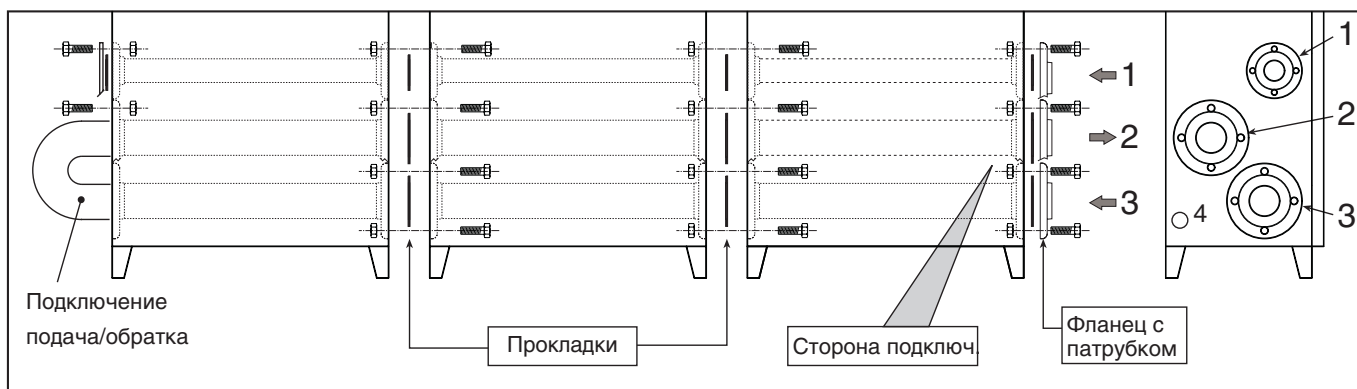 1
2
3
1
2
3
4
Подключение
подача/обратка
Прокладки
Сторона подключ.
Фланец с
патрубком